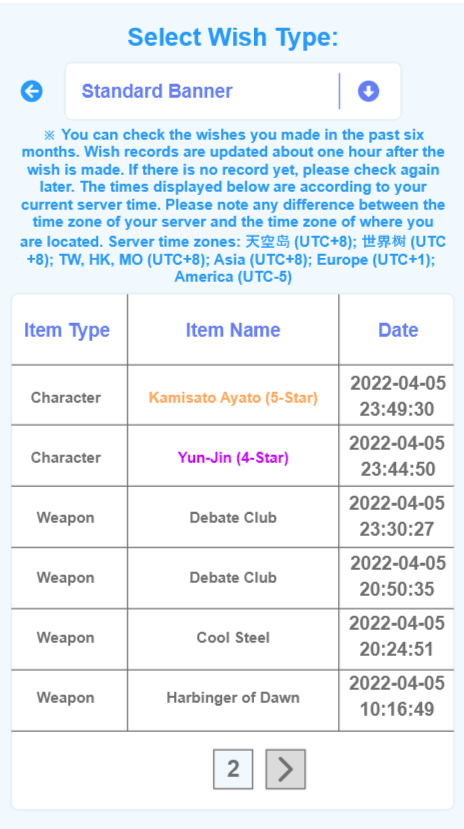 Select Wish Type:
Standard Banner
※ You can check the wishes you made in the past six
months. Wish records are updated about one hour after the
wish is made. If there is no record yet, please check again
later. The times displayed below are according to your
current server time. Please note any difference between the
time zone of your server and the time zone of where you
are located. Server time zones: 天空岛 (UTC+8); 世界树 (UTC
+8); TW, HK, MO (UTC+8); Asia (UTC+8); Europe (UTC+1);
America (UTC-5)
Item Type Item Name Date
Character Kamisato Ayato (5-Star) 2022-04-05
23:49:30
Character Yun-Jin (4-Star) 2022-04-05
23:44:50
Weapon Debate Club 2022-04-05
23:30:27
Weapon Debate Club 2022-04-05
20:50:35
Weapon Cool Steel 2022-04-05
20:24:51
Weapon Harbinger of Dawn 2022-04-05
10:16:49
2